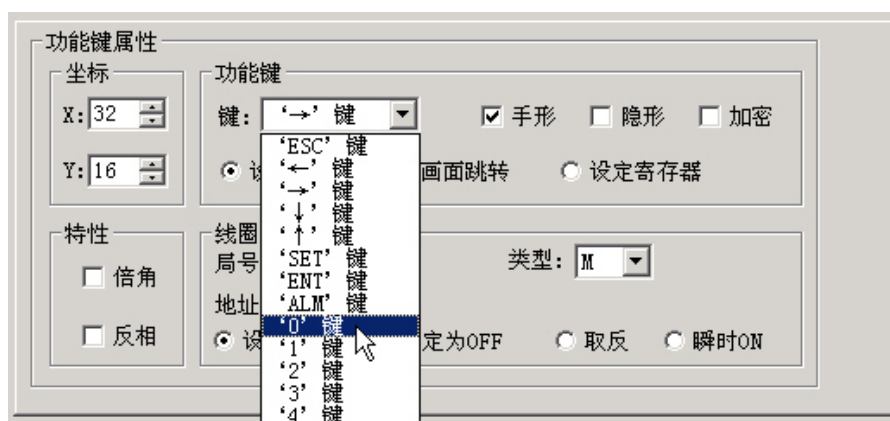 功能键属性
坐标
X: 32
Y: 16
功能键
键: ‘→’ 键
手形
隐形
加密
‘ESC’ 键
‘←’ 键
‘→’ 键
‘↓’ 键
‘↑’ 键
‘SET’ 键
‘ENT’ 键
‘ALM’ 键
‘0’ 键
‘1’ 键
‘2’ 键
‘3’ 键
‘4’ 键
画面跳转
设定寄存器
特性
倍角
反相
线圈
局号
类型: M
地址
设
定为OFF
取反
瞬时ON